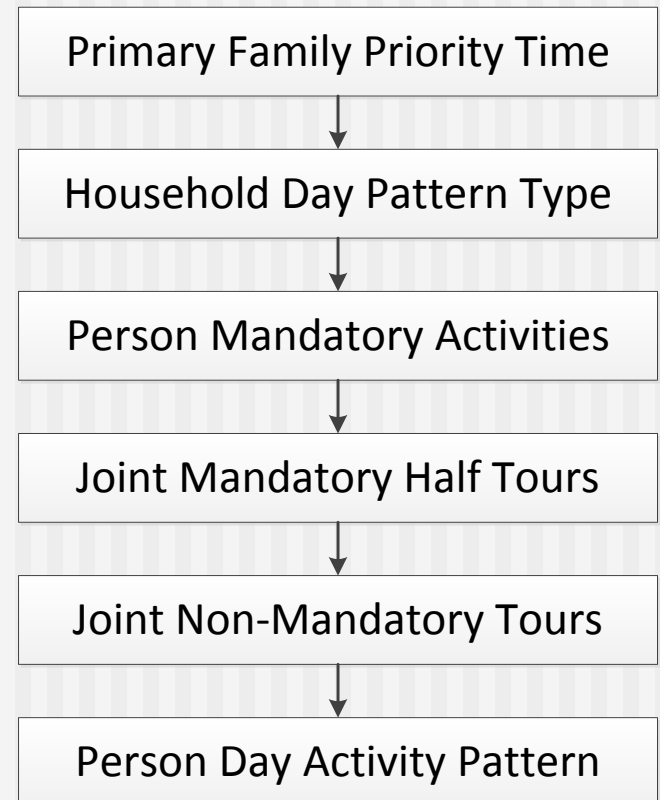 Primary Family Priority Time
Household Day Pattern Type
Person Mandatory Activities
Joint Mandatory Half Tours
Joint Non-Mandatory Tours
Person Day Activity Pattern